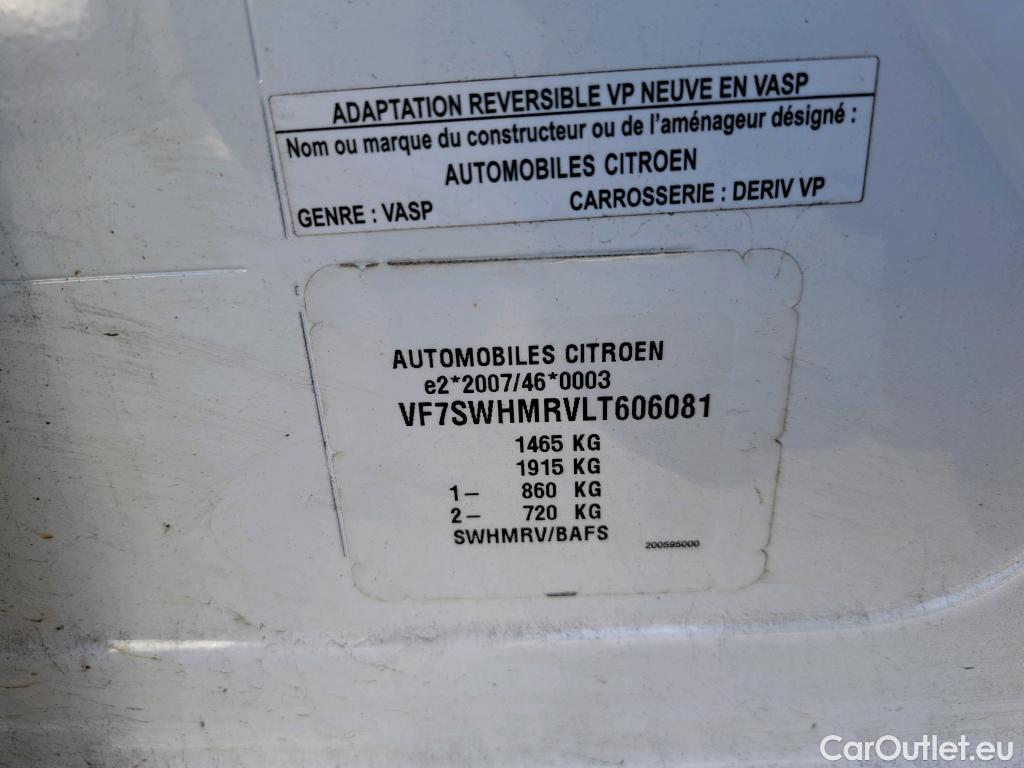 ADAPTATION REVERSIBLE VP NEUVE EN VASP
Nom ou marque du constructeur ou de l'aménageur désigné :
AUTOMOBILES CITROEN
GENRE : VASP CARROSSERIE : DERIV VP
AUTOMOBILES CITROEN
e2*2007/46*0003
VF7SWHMRVLT606081
1465 KG
1915 KG
1- 860 KG
2- 720 KG
SWHMRV/BAFS
200595000
CarOutlet.eu